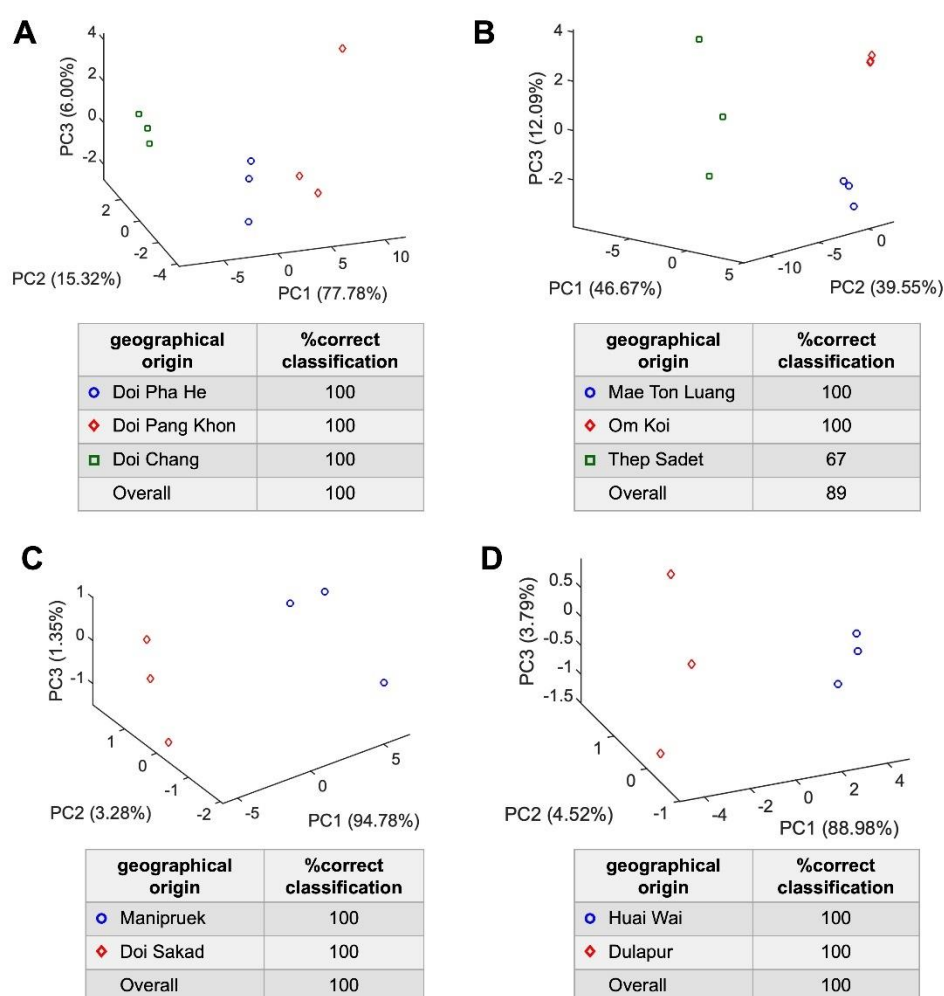 A
4
2
0
-2
PC3 (6.00%)
2
0
-2
-4
PC2 (15.32%)
-5
0
5
10
PC1 (77.78%)
geographical origin %correct classification
Doi Pha He 100
Doi Pang Khon 100
Doi Chang 100
Overall 100
B
4
2
0
-2
PC3 (12.09%)
-5
0
5
PC1 (46.67%)
-10
-5
0
PC2 (39.55%)
geographical origin %correct classification
Mae Ton Luang 100
Om Koi 100
Thep Sadet 67
Overall 89
C
1
0
-1
PC3 (1.35%)
1
0
-1
-2
PC2 (3.28%)
-5
0
5
PC1 (94.78%)
geographical origin %correct classification
Manipruek 100
Doi Sakad 100
Overall 100
D
0.5
0
-0.5
-1
-1.5
PC3 (3.79%)
1
0
-1
PC2 (4.52%)
-4
-2
0
2
4
PC1 (88.98%)
geographical origin %correct classification
Huai Wai 100
Dulapur 100
Overall 100